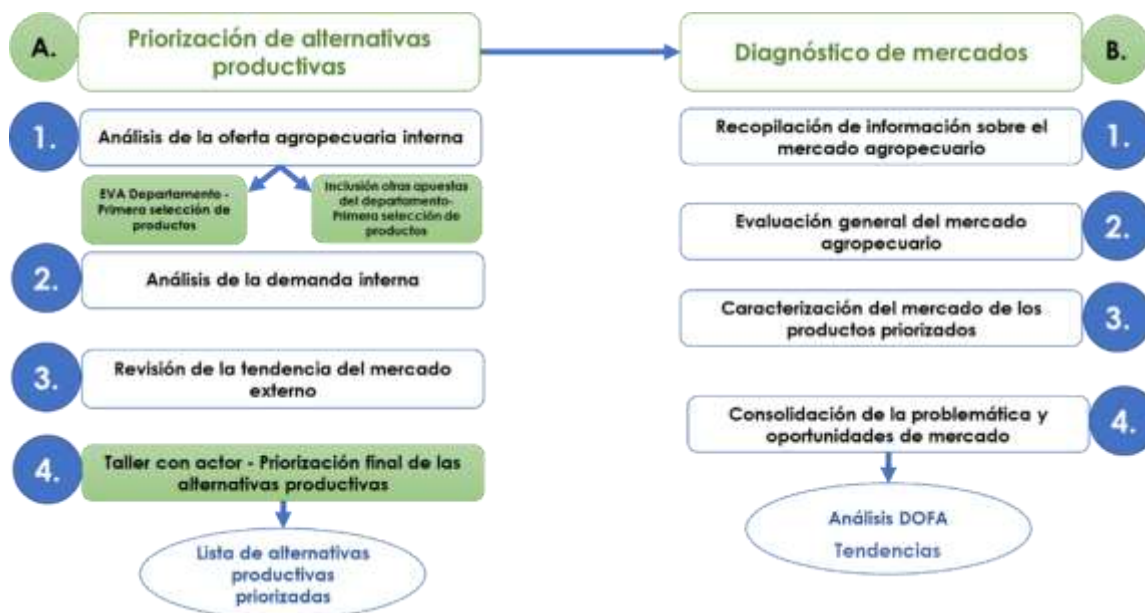 A.
Priorización de alternativas
productivas
1.
Análisis de la oferta agropecuaria interna
EVA Departamento -
Primera selección de
productos
Inclusión otras apuestas
del departamento-
Primera selección de
productos
2.
Análisis de la demanda interna
3.
Revisión de la tendencia del mercado
externo
4.
Taller con actor - Priorización final de las
alternativas productivas
Lista de alternativas
productivas
priorizadas
Diagnóstico de mercados
B.
Recopilación de información sobre el
mercado agropecuario
1.
Evaluación general del mercado
agropecuario
2.
Caracterización del mercado de los
productos priorizados
3.
Consolidación de la problemática y
oportunidades de mercado
4.
Análisis DOFA
Tendencias